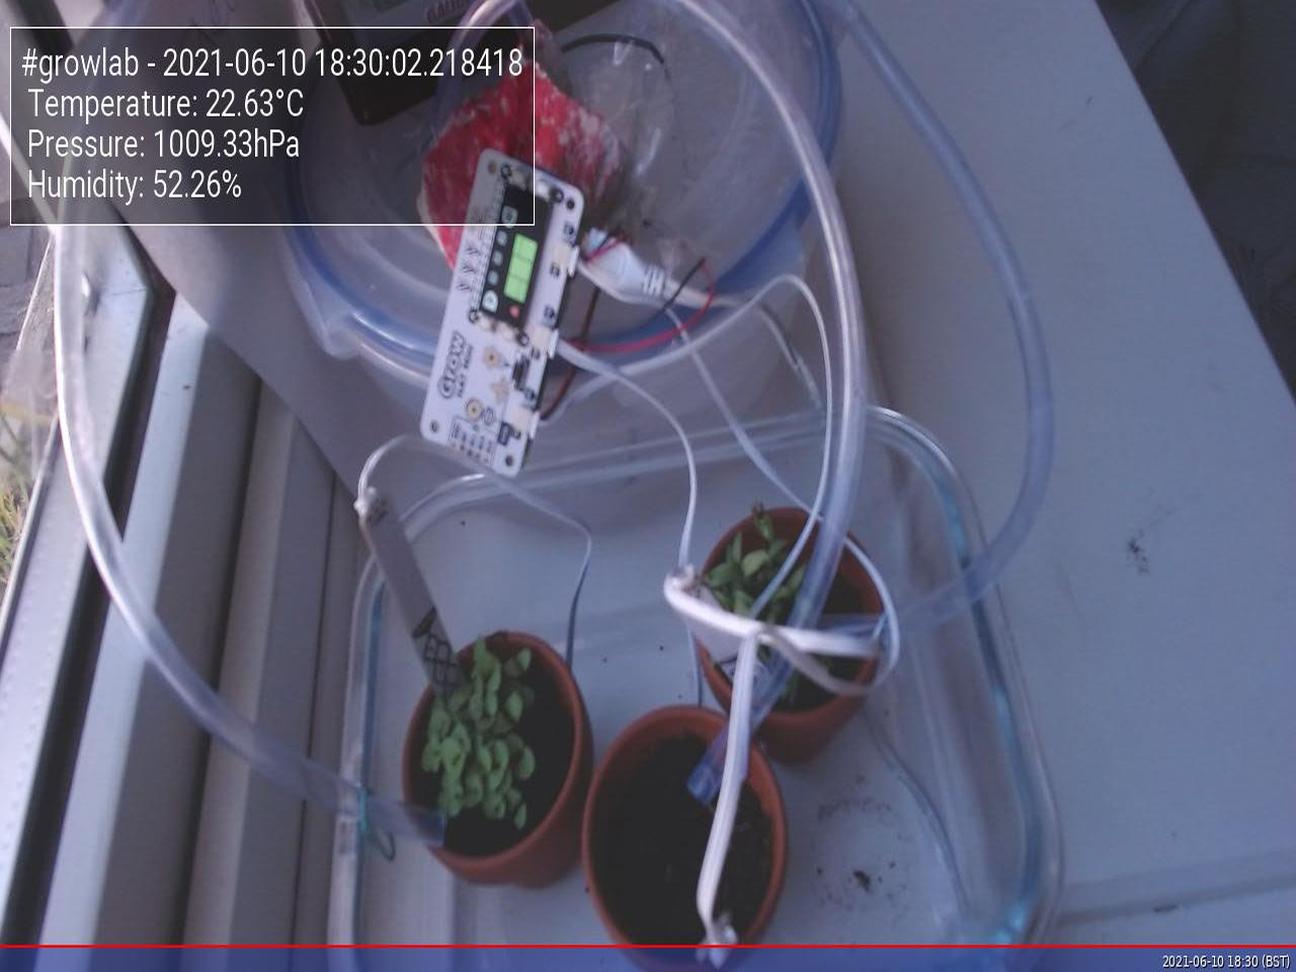 #growlab - 2021-06-10 18:30:02.218418
Temperature: 22.63°C
Pressure: 1009.33hPa
Humidity: 52.26%
Grow
2021-06-10 18:30 (BST)